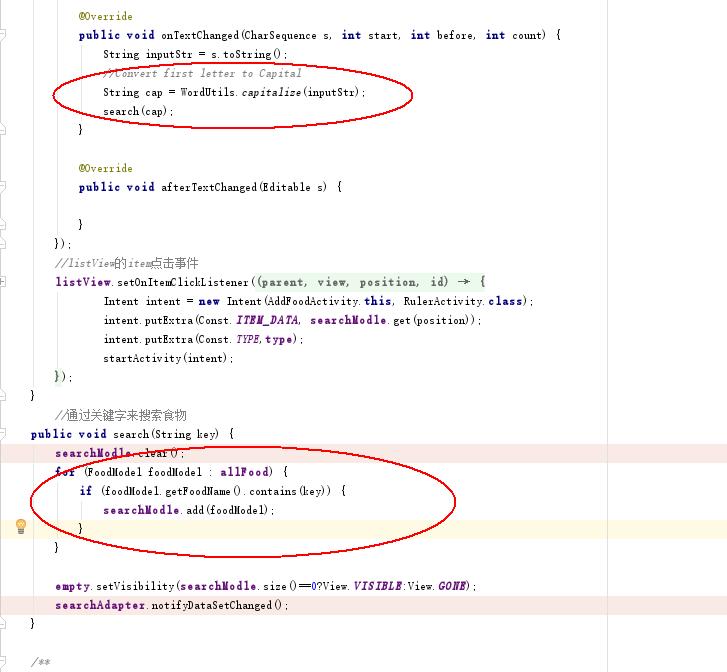 @Override
public void onTextChanged(CharSequence s, int start, int before, int count) {
String inputStr = s.toString();
//Convert first letter to Capital
String cap = WordUtils.capitalize(inputStr);
search(cap);
}
@Override
public void afterTextChanged(Editable s) {
}
});
//listView的item点击事件
listView.setOnItemClickListener((parent, view, position, id) → {
Intent intent = new Intent(AddFoodActivity.this, RulerActivity.class);
intent.putExtra(Const.ITEM_DATA, searchModle.get(position));
intent.putExtra(Const.TYPE,type);
startActivity(intent);
});
}
//通过关键字来搜索食物
public void search(String key) {
searchModle.clear();
for (FoodModel foodModel : allFood) {
if (foodModel.getFoodName().contains(key)) {
searchModle.add(foodModel);
}
}
empty.setVisibility(searchModle.size()==0?View.VISIBLE:View.GONE);
searchAdapter.notifyDataSetChanged();
}
/**